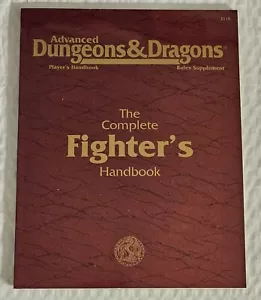 Advanced
Dungeons & Dragons®
Player's Handbook Rules Supplement
The
Complete
Fighter's
Handbook